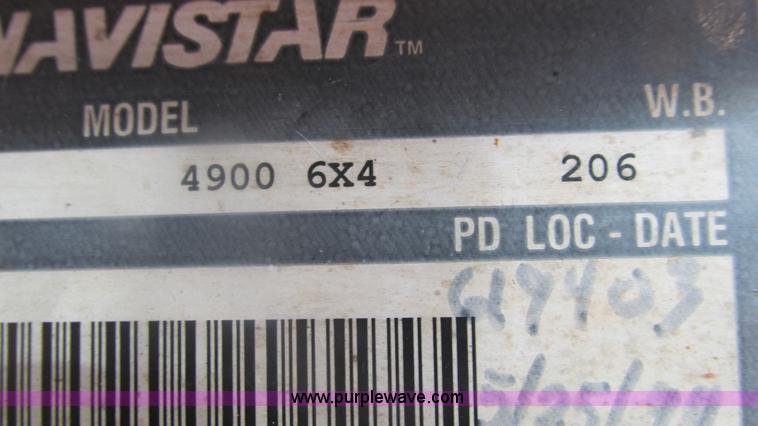 NAVISTAR™
MODEL W.B.
4900 6X4 206
PD LOC - DATE
www.purplewave.com